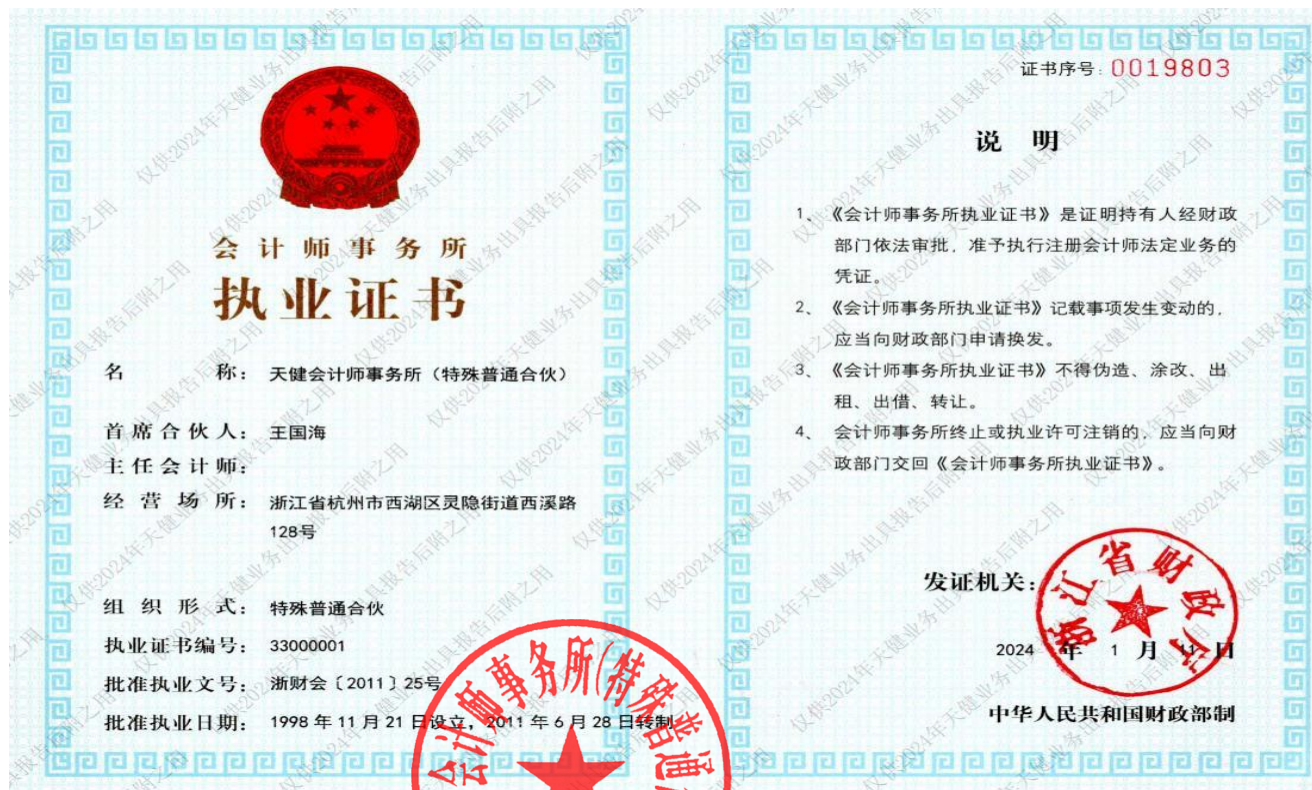 会计师事务所
执业证书
名 称： 天健会计师事务所（特殊普通合伙）
首席合伙人： 王国海
主任会计师：
经营场所： 浙江省杭州市西湖区灵隐街道西溪路
128号
组织形式： 特殊普通合伙
执业证书编号： 33000001
批准执业文号： 浙财会〔2011〕25号
批准执业日期： 1998年11月21日设立，2011年6月28日转制
会计师事务所(特殊普通
证书序号：0019803
说 明
1、《会计师事务所执业证书》是证明持有人经财政
部门依法审批，准予执行注册会计师法定业务的
凭证。
2、《会计师事务所执业证书》记载事项发生变动的，
应当向财政部门申请换发。
3、《会计师事务所执业证书》不得伪造、涂改、出
租、出借、转让。
4、会计师事务所终止或执业许可注销的，应当向财
政部门交回《会计师事务所执业证书》。
发证机关：
浙江省财政厅
2024 年 1 月 11 日
中华人民共和国财政部制
仅供2024年天健业务出具报告后附之用